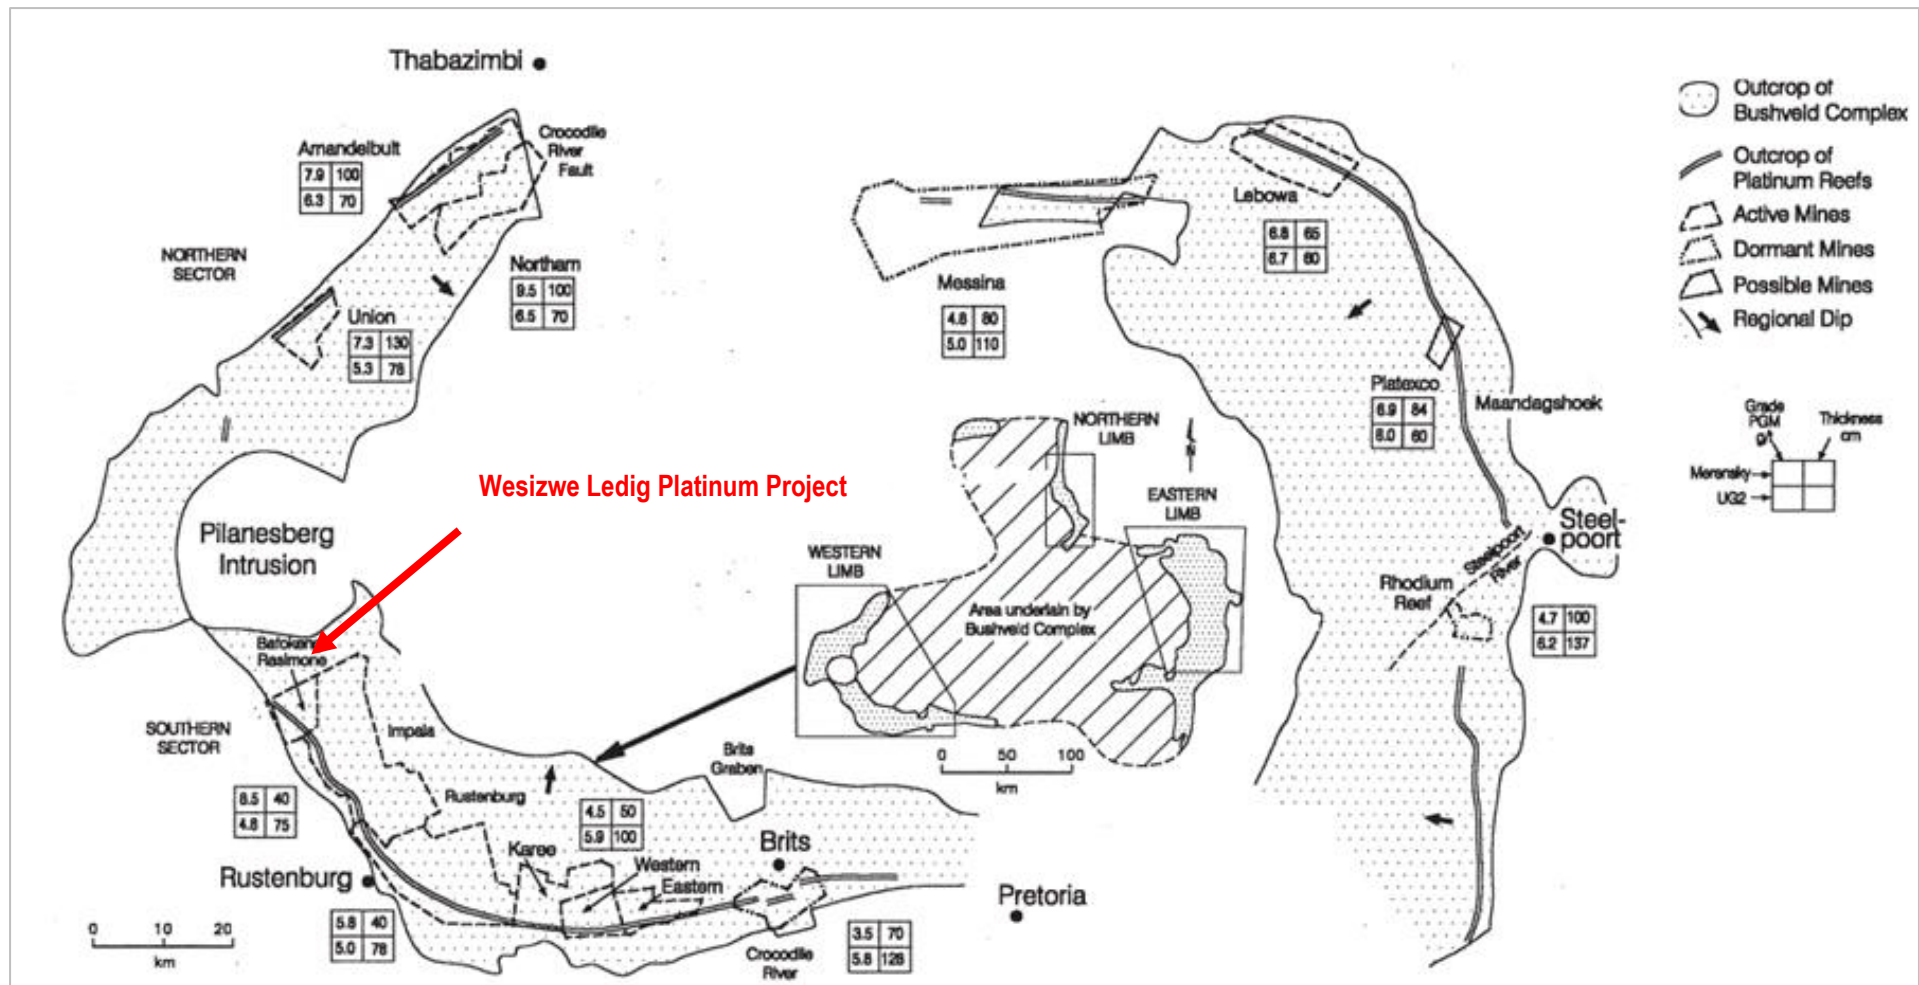 Thabazimbi
Amandelbult
7.9 100
6.3 70
Crocodile
River
Fault
NORTHERN
SECTOR
Northam
9.5 100
6.5 70
Union
7.3 130
5.3 78
Pilanesberg
Intrusion
Wesizwe Ledig Platinum Project
Rasimone
SOUTHERN
SECTOR
Impala
Rustenburg
4.8 75
4.5 50
5.9 100
Karee
Western
Eastern
Brits
Graben
Brits
Rustenburg
5.8 40
5.0 78
Crocodile
River
3.5 70
5.8 128
Pretoria
0 10 20
km
Messina
4.8 80
5.0 110
Lebowa
6.8 65
6.7 60
Platexco
6.9 84
6.0 60
Maandagshoek
NORTHERN
LIMB
N
EASTERN
LIMB
WESTERN
LIMB
Area underlain by
Bushveld Complex
0 50 100
km
Steel-
poort
Steelpoort
River
Rhodium
Reef
4.7 100
6.2 137
Outcrop of
Bushveld Complex
Outcrop of
Platinum Reefs
Active Mines
Dormant Mines
Possible Mines
Regional Dip
Grade
PGM
Thickness
cm
Merensky
UG2